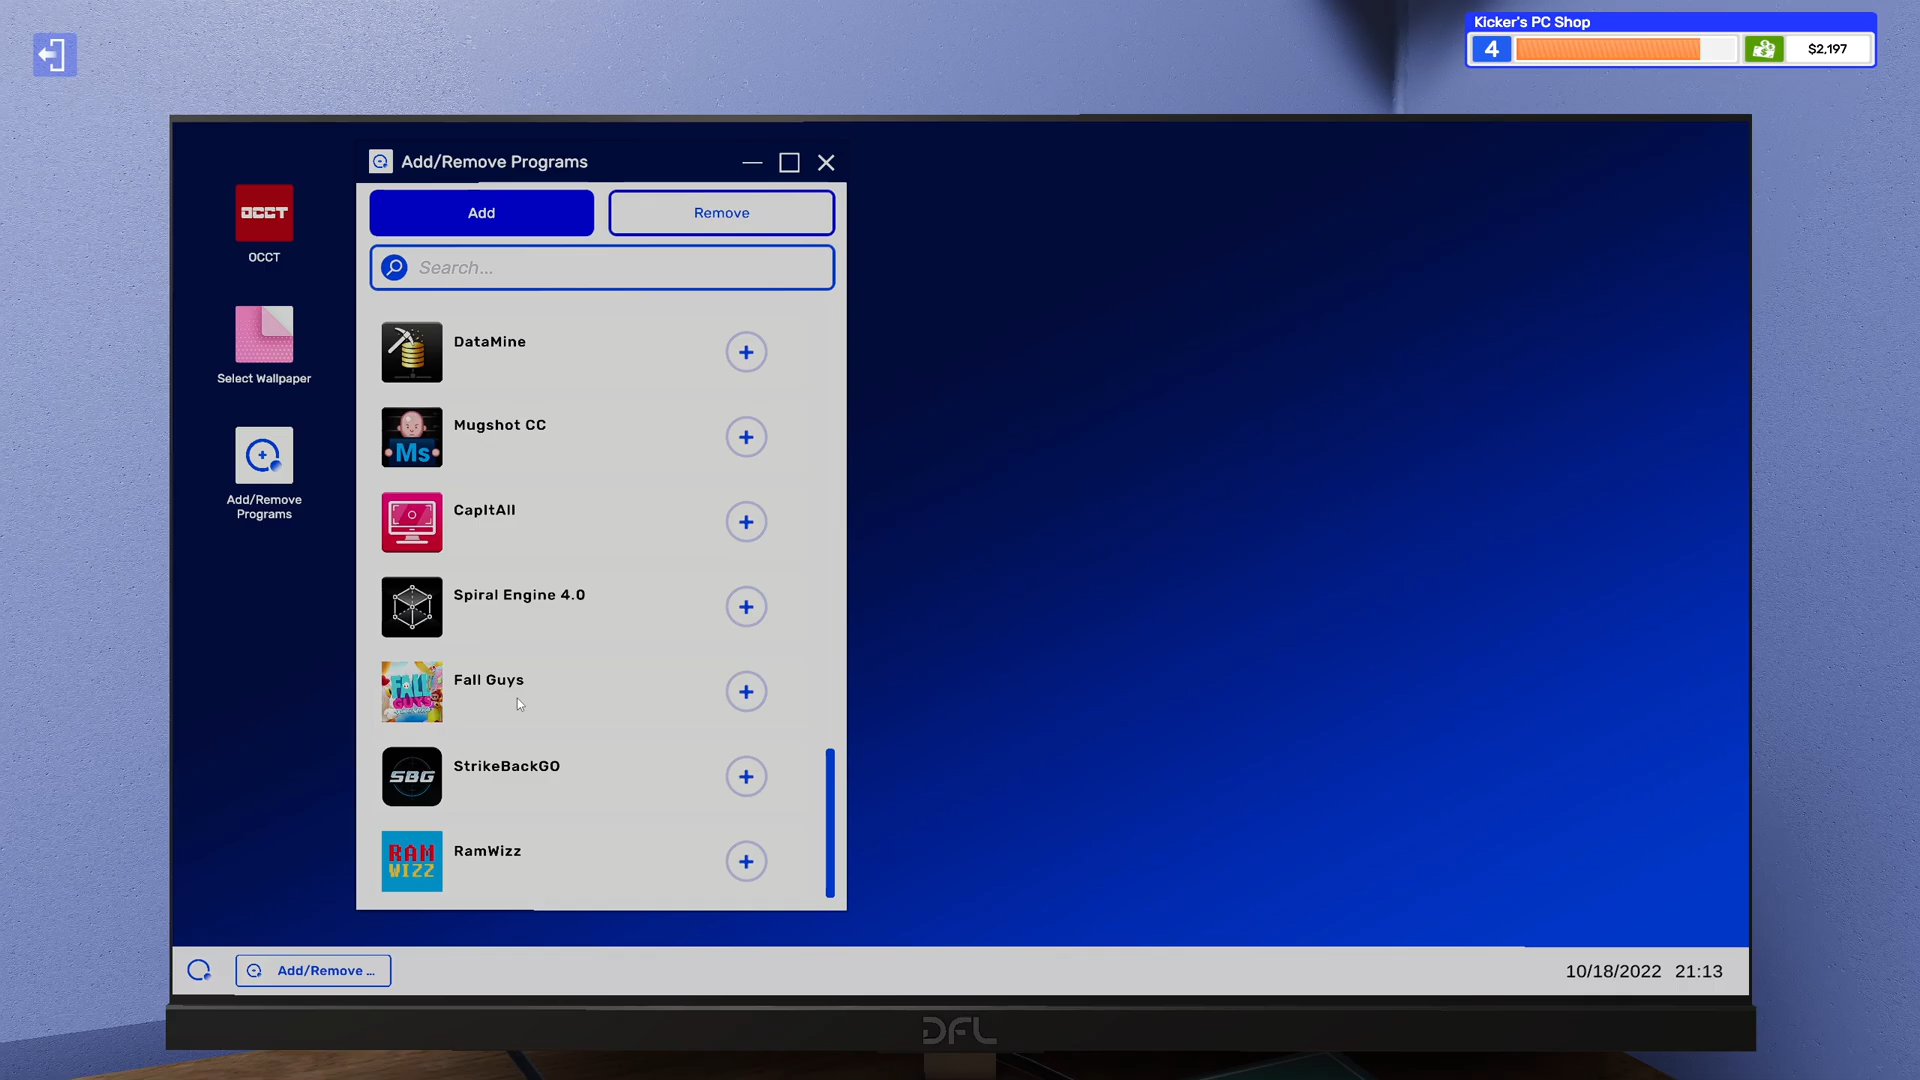 Kicker's PC Shop
4
$2,197
Add/Remove Programs
Add
Remove
Search...
OCCT
OCCT
Select Wallpaper
Add/Remove
Programs
DataMine
Mugshot CC
Ms
CapItAll
Spiral Engine 4.0
Fall Guys
FALL
GUYS
StrikeBackGO
SBG
RamWizz
RAM
WIZZ
Add/Remove ...
10/18/2022 21:13
DFL